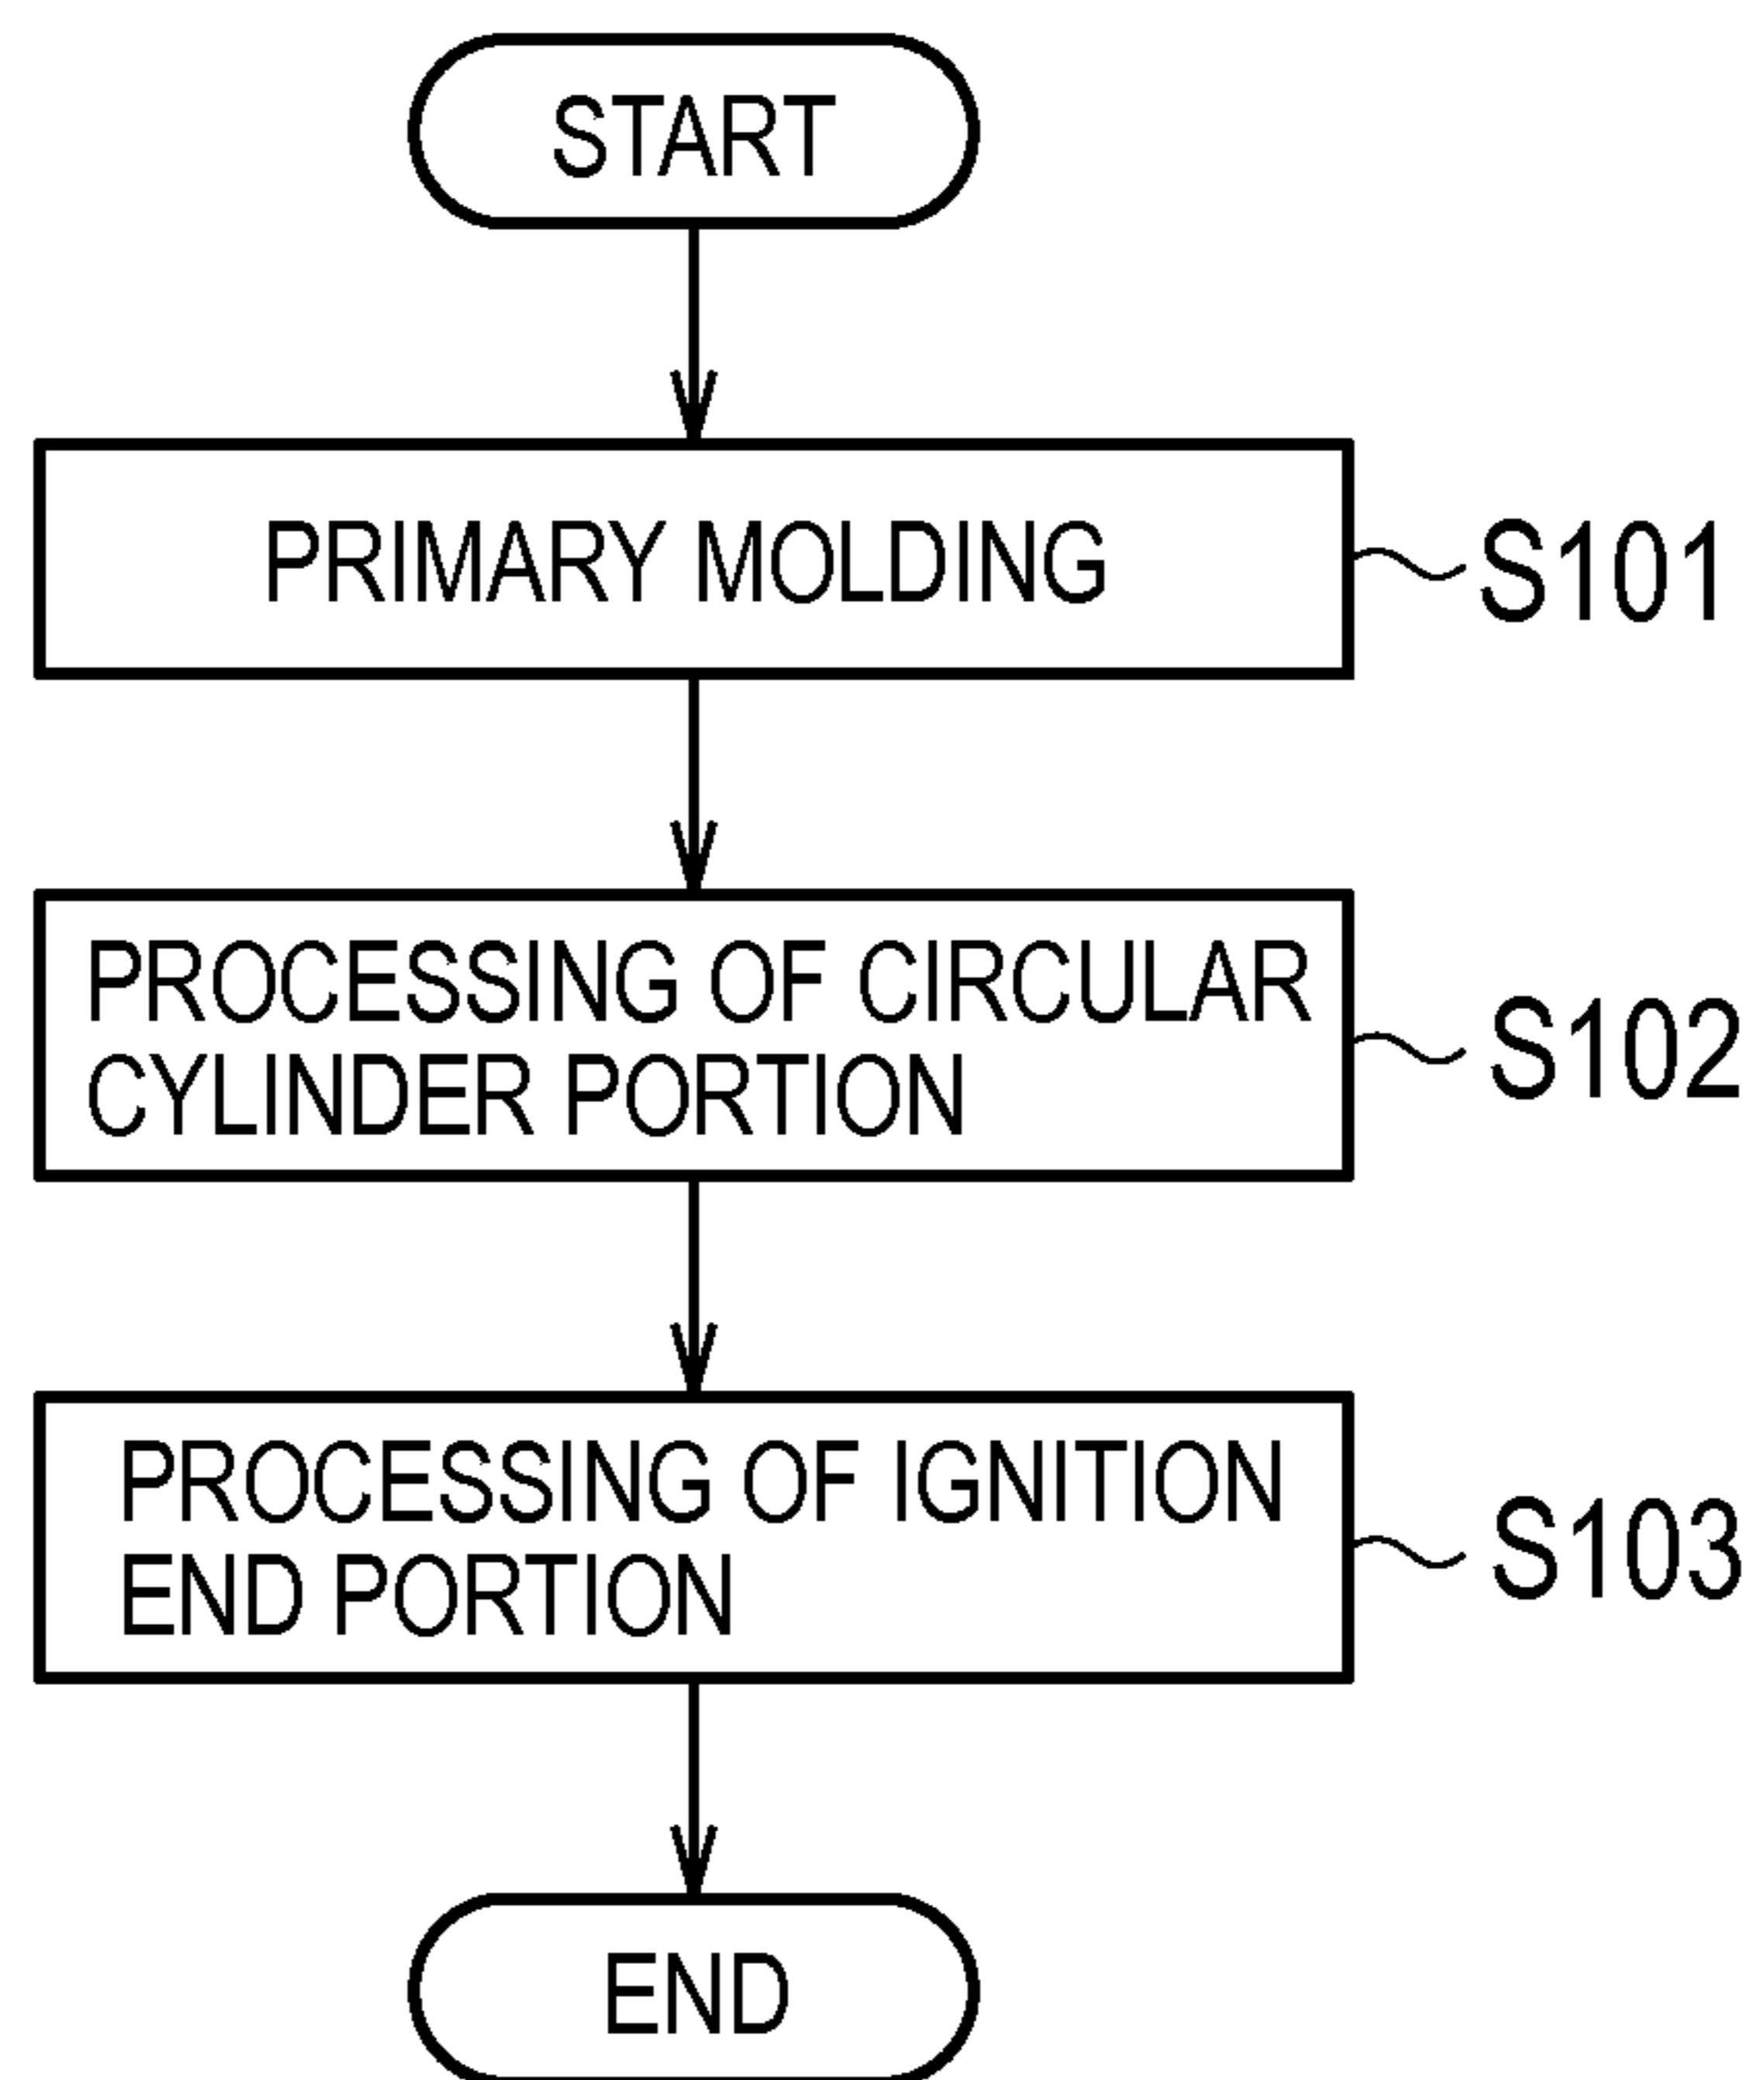 START
PRIMARY MOLDING
S101
PROCESSING OF CIRCULAR
CYLINDER PORTION
S102
PROCESSING OF IGNITION
END PORTION
S103
END